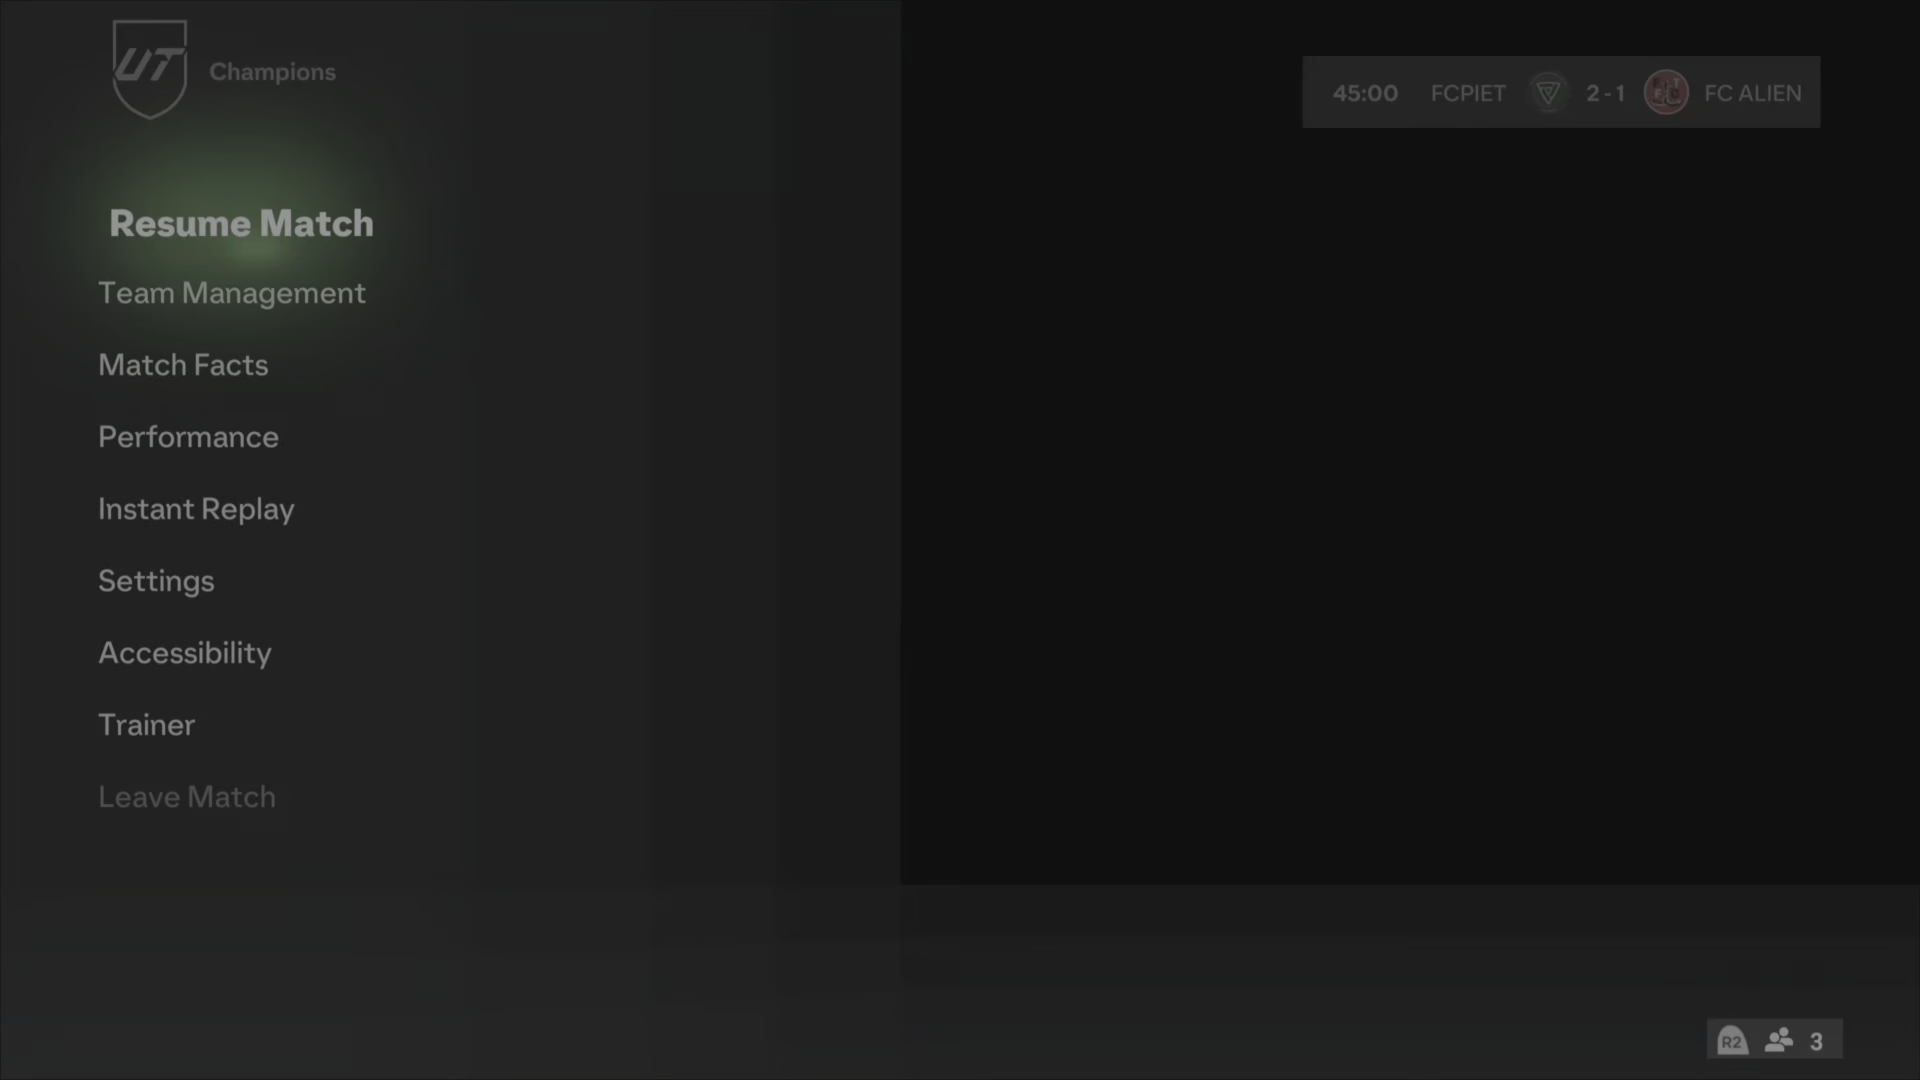 UT Champions
45:00 FCPIET 2 - 1 FC ALIEN
Resume Match
Team Management
Match Facts
Performance
Instant Replay
Settings
Accessibility
Trainer
Leave Match
R2 3